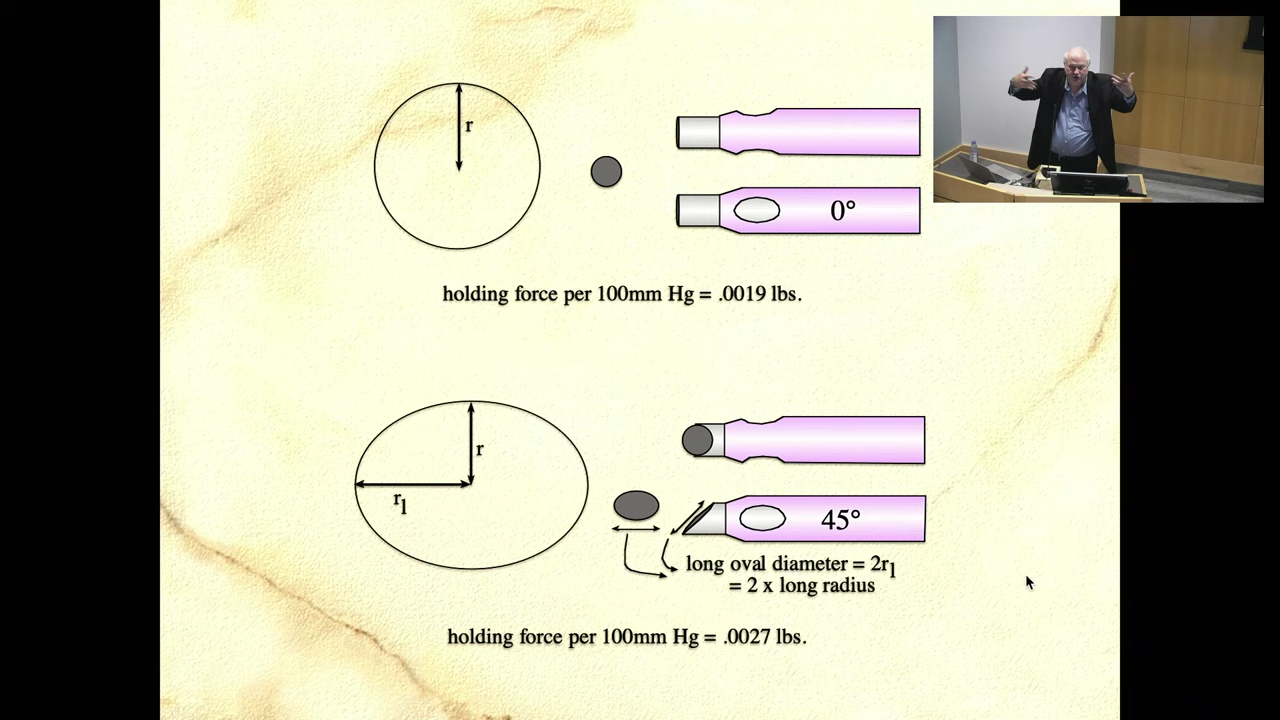 r
0°
holding force per 100mm Hg = .0019 lbs.
r
r1
45°
long oval diameter = 2r1
= 2 x long radius
holding force per 100mm Hg = .0027 lbs.